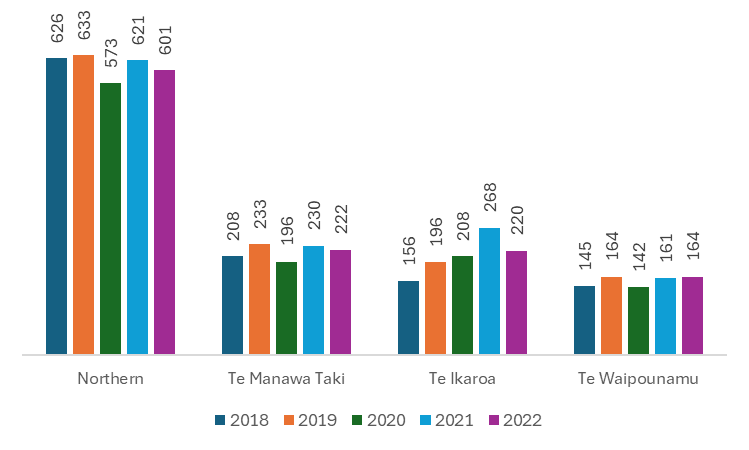 626 633 573 621 601
208 233 196 230 222
156 196 208 268 220
145 164 142 161 164
Northern Te Manawa Taki Te Ikaroa Te Waipounamu
2018 2019 2020 2021 2022